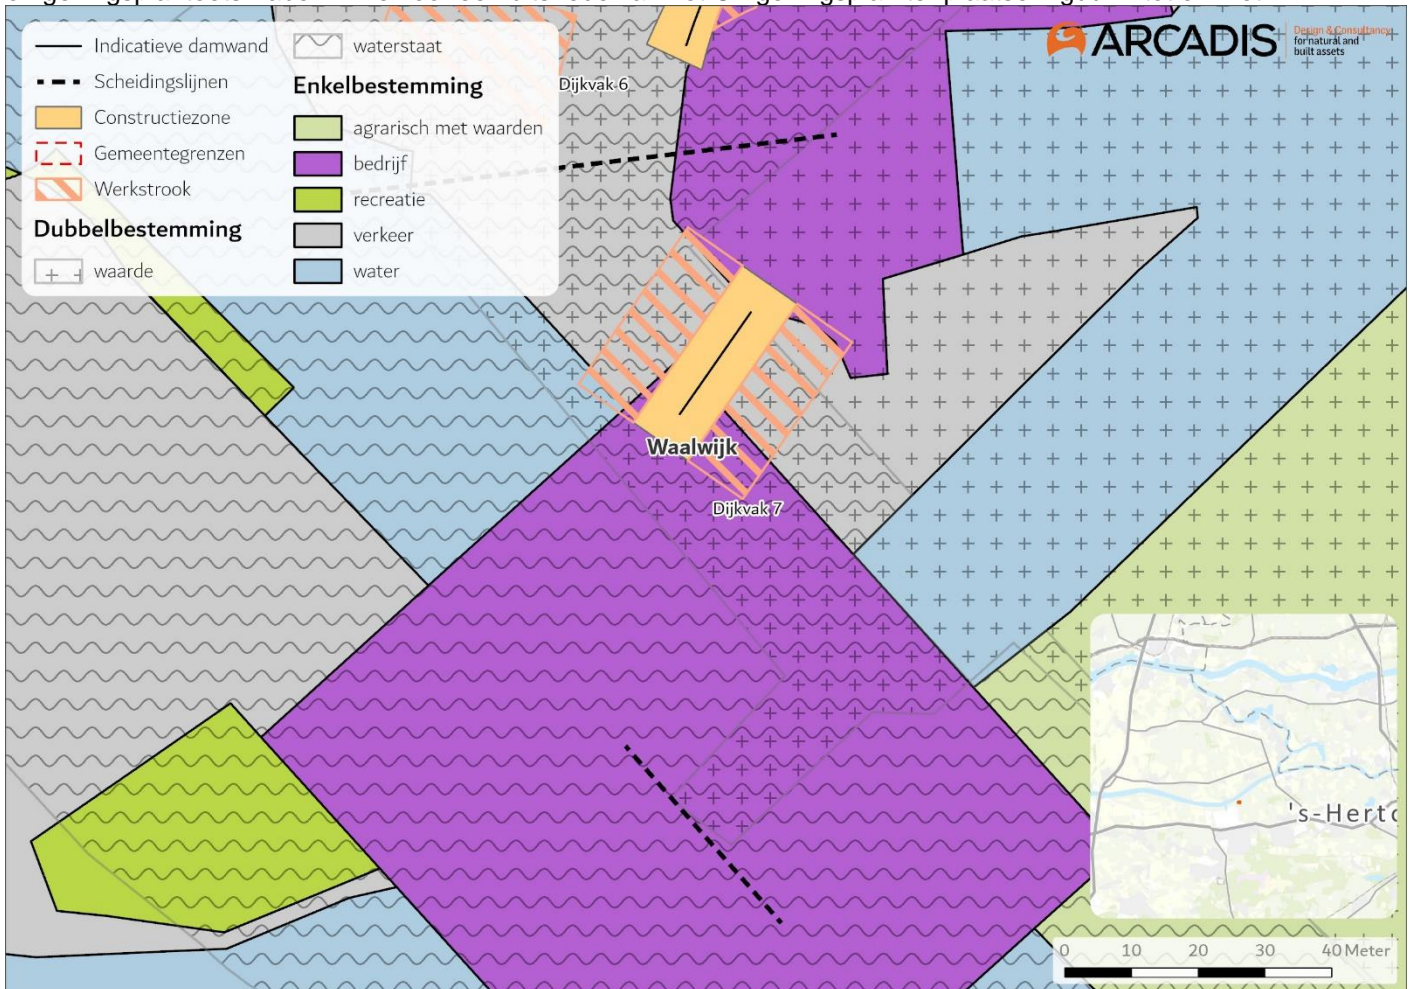 Indicatieve damwand
Scheidingslijnen
Constructiezone
Gemeentegrenzen
Werkstrook
Dubbelbestemming
waarde
waterstaat
Enkelbestemming
agrarisch met waarden
bedrijf
recreatie
verkeer
water
Dijkvak 6
ARCADIS
Design & Consultancy
for natural and
built assets
Waalwijk
Dijkvak 7
's-Herto
0 10 20 30 40 Meter